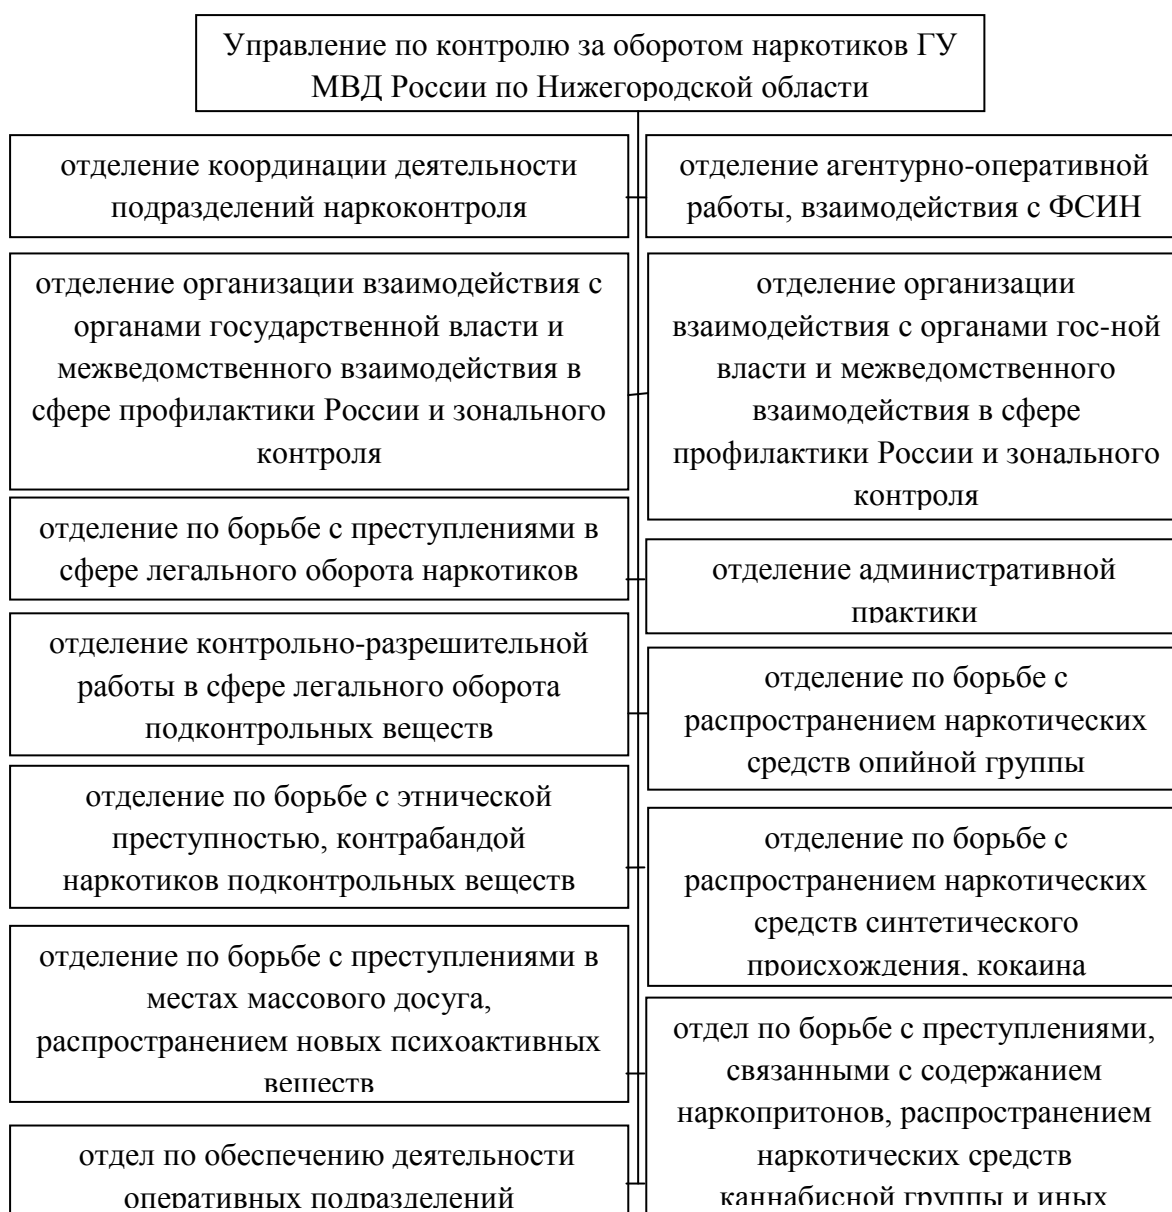 Управление по контролю за оборотом наркотиков ГУ
МВД России по Нижегородской области
отделение координации деятельности
подразделений наркоконтроля
отделение агентурно-оперативной
работы, взаимодействия с ФСИН
отделение организации взаимодействия с
органами государственной власти и
межведомственного взаимодействия в
сфере профилактики России и зонального
контроля
отделение организации
взаимодействия с органами гос-ной
власти и межведомственного
взаимодействия в сфере
профилактики России и зонального
контроля
отделение по борьбе с преступлениями в
сфере легального оборота наркотиков
отделение административной
практики
отделение контрольно-разрешительной
работы в сфере легального оборота
подконтрольных веществ
отделение по борьбе с
распространением наркотических
средств опийной группы
отделение по борьбе с этнической
преступностью, контрабандой
наркотиков подконтрольных веществ
отделение по борьбе с
распространением наркотических
средств синтетического
происхождения, кокаина
отделение по борьбе с преступлениями в
местах массового досуга,
распространением новых психоактивных
веществ
отдел по борьбе с преступлениями,
связанными с содержанием
наркопритонов, распространением
наркотических средств
каннабисной группы и иных
отдел по обеспечению деятельности
оперативных подразделений